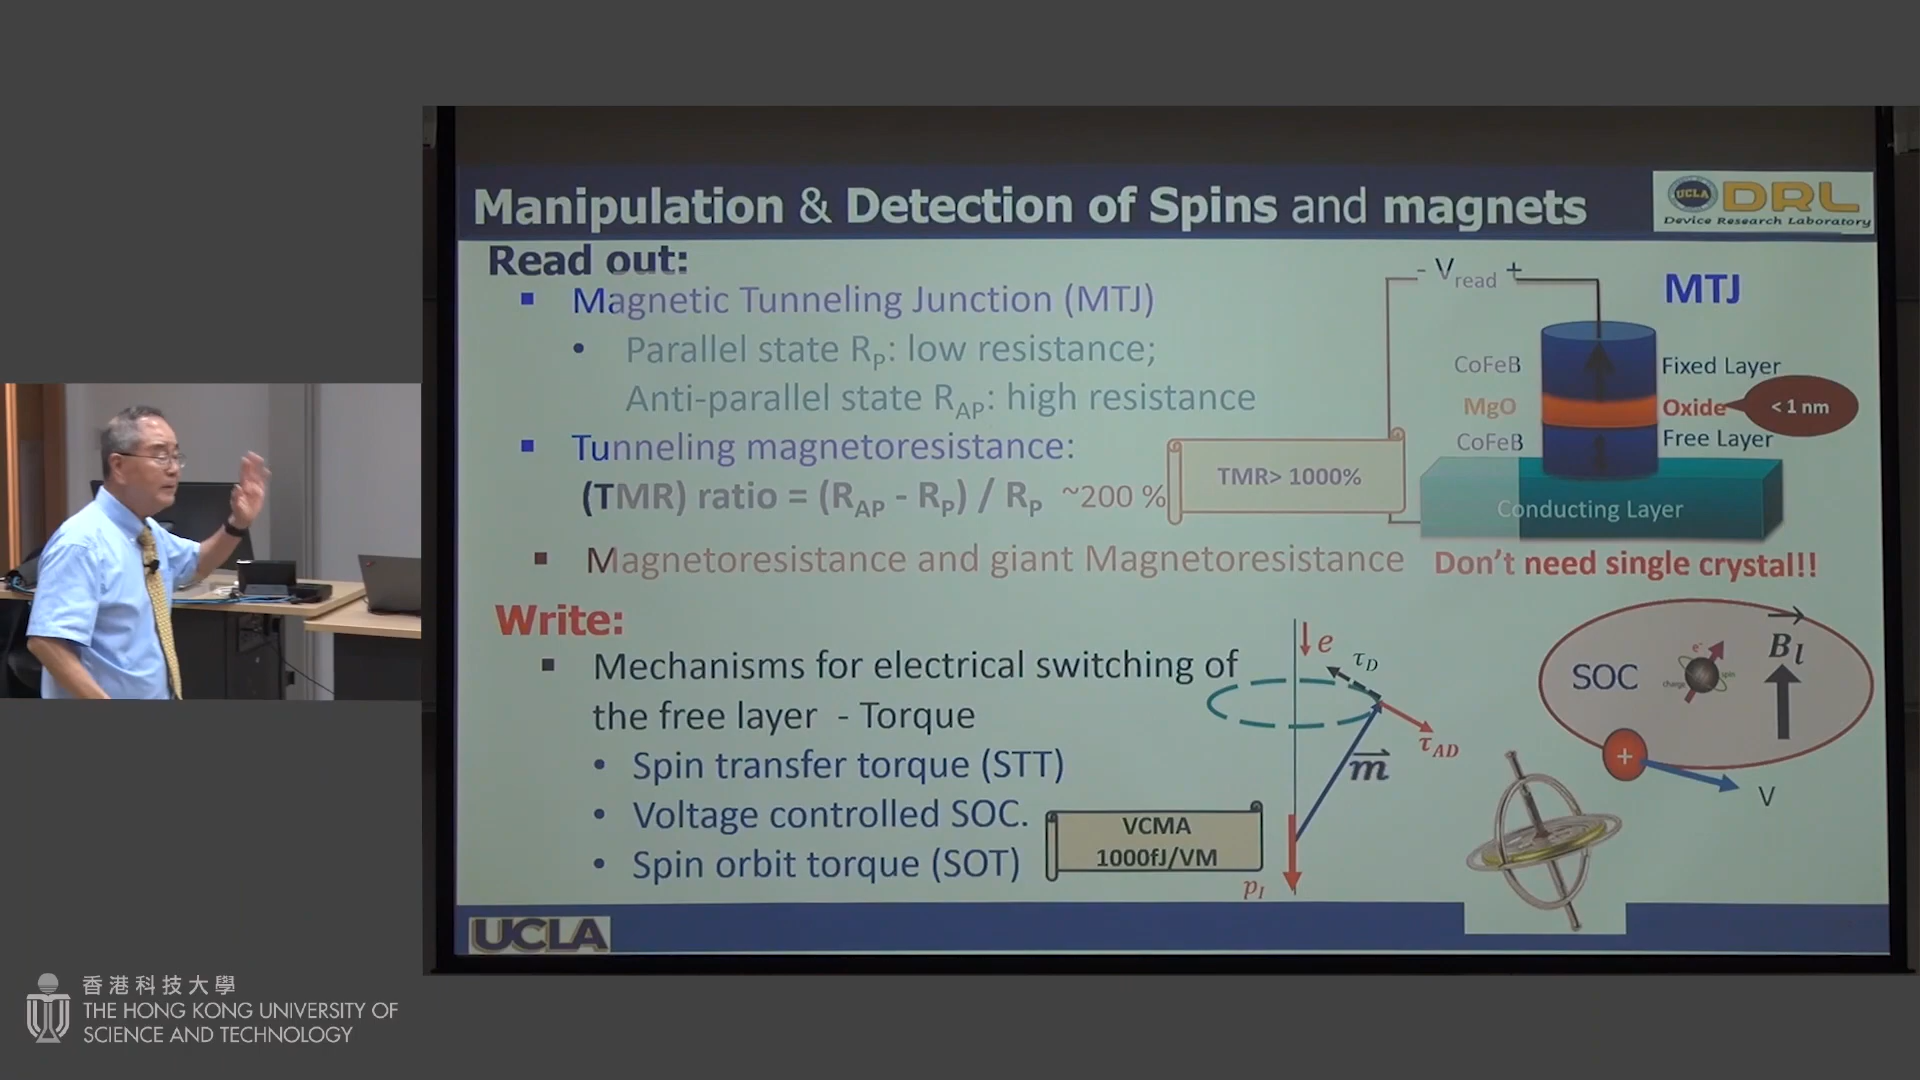 Manipulation & Detection of Spins and magnets
UCLA
DRL
Device Research Laboratory
Read out:
▪ Magnetic Tunneling Junction (MTJ)
• Parallel state R_P: low resistance;
Anti-parallel state R_AP: high resistance
▪ Tunneling magnetoresistance:
(TMR) ratio = (R_AP - R_P) / R_P ~200 %
TMR> 1000%
▪ Magnetoresistance and giant Magnetoresistance
- V_read +
MTJ
CoFeB
Fixed Layer
MgO
Oxide
< 1 nm
CoFeB
Free Layer
Conducting Layer
Don't need single crystal!!
Write:
▪ Mechanisms for electrical switching of
the free layer - Torque
• Spin transfer torque (STT)
• Voltage controlled SOC.
• Spin orbit torque (SOT)
VCMA
1000fJ/VM
e
τ_D
τ_AD
m
p_I
SOC
e⁻
charge
spin
B_l
+
V
UCLA
香港科技大學
THE HONG KONG UNIVERSITY OF
SCIENCE AND TECHNOLOGY